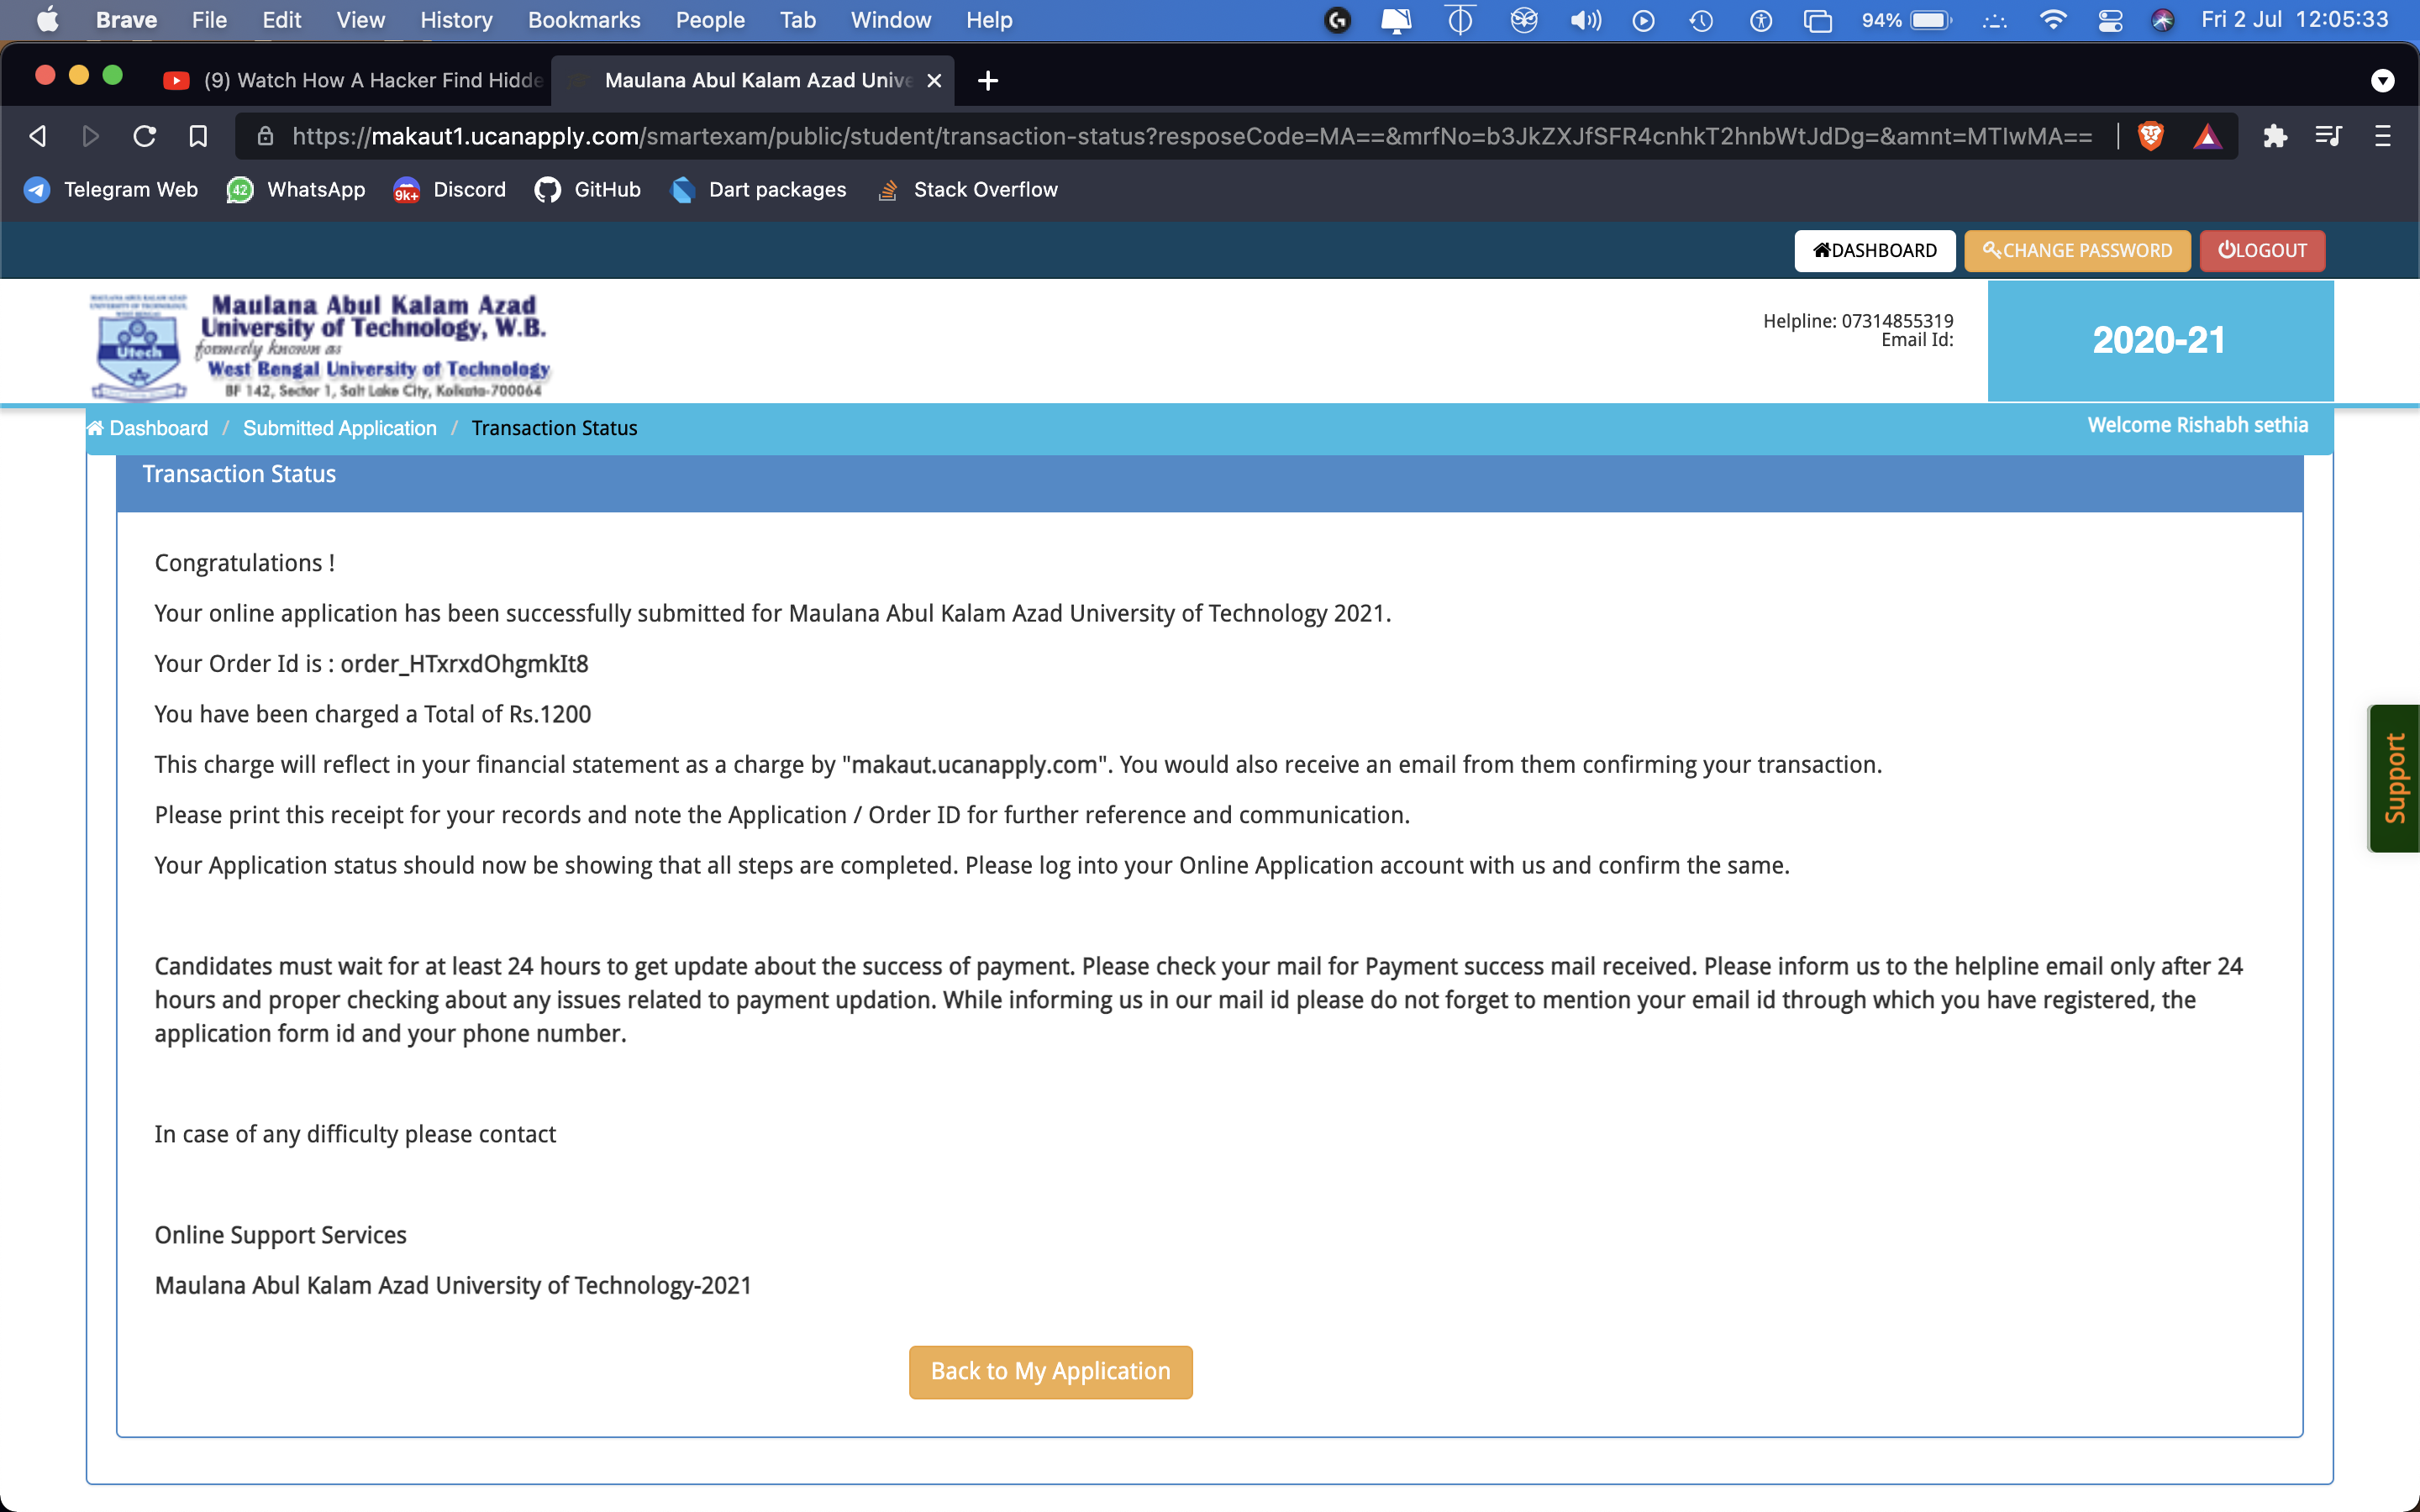 Brave File Edit View History Bookmarks People Tab Window Help 94% Fri 2 Jul 12:05:33
(9) Watch How A Hacker Find Hidde
Maulana Abul Kalam Azad Unive
https://makaut1.ucanapply.com/smartexam/public/student/transaction-status?resposeCode=MA==&mrfNo=b3JkZXJfSFR4cnhkT2hnbWtJdDg=&amnt=MTIwMA==
Telegram Web 42 WhatsApp 9k+ Discord GitHub Dart packages Stack Overflow
DASHBOARD CHANGE PASSWORD LOGOUT
Utech
Maulana Abul Kalam Azad
University of Technology, W.B.
formerly known as
West Bengal University of Technology
BF 142, Sector 1, Salt Lake City, Kolkata-700064
Helpline: 07314855319
Email Id:
2020-21
Dashboard / Submitted Application / Transaction Status
Welcome Rishabh sethia
Transaction Status
Congratulations !
Your online application has been successfully submitted for Maulana Abul Kalam Azad University of Technology 2021.
Your Order Id is : order_HTxrxdOhgmkIt8
You have been charged a Total of Rs.1200
This charge will reflect in your financial statement as a charge by "makaut.ucanapply.com". You would also receive an email from them confirming your transaction.
Please print this receipt for your records and note the Application / Order ID for further reference and communication.
Your Application status should now be showing that all steps are completed. Please log into your Online Application account with us and confirm the same.
Candidates must wait for at least 24 hours to get update about the success of payment. Please check your mail for Payment success mail received. Please inform us to the helpline email only after 24
hours and proper checking about any issues related to payment updation. While informing us in our mail id please do not forget to mention your email id through which you have registered, the
application form id and your phone number.
In case of any difficulty please contact
Online Support Services
Maulana Abul Kalam Azad University of Technology-2021
Back to My Application
Support